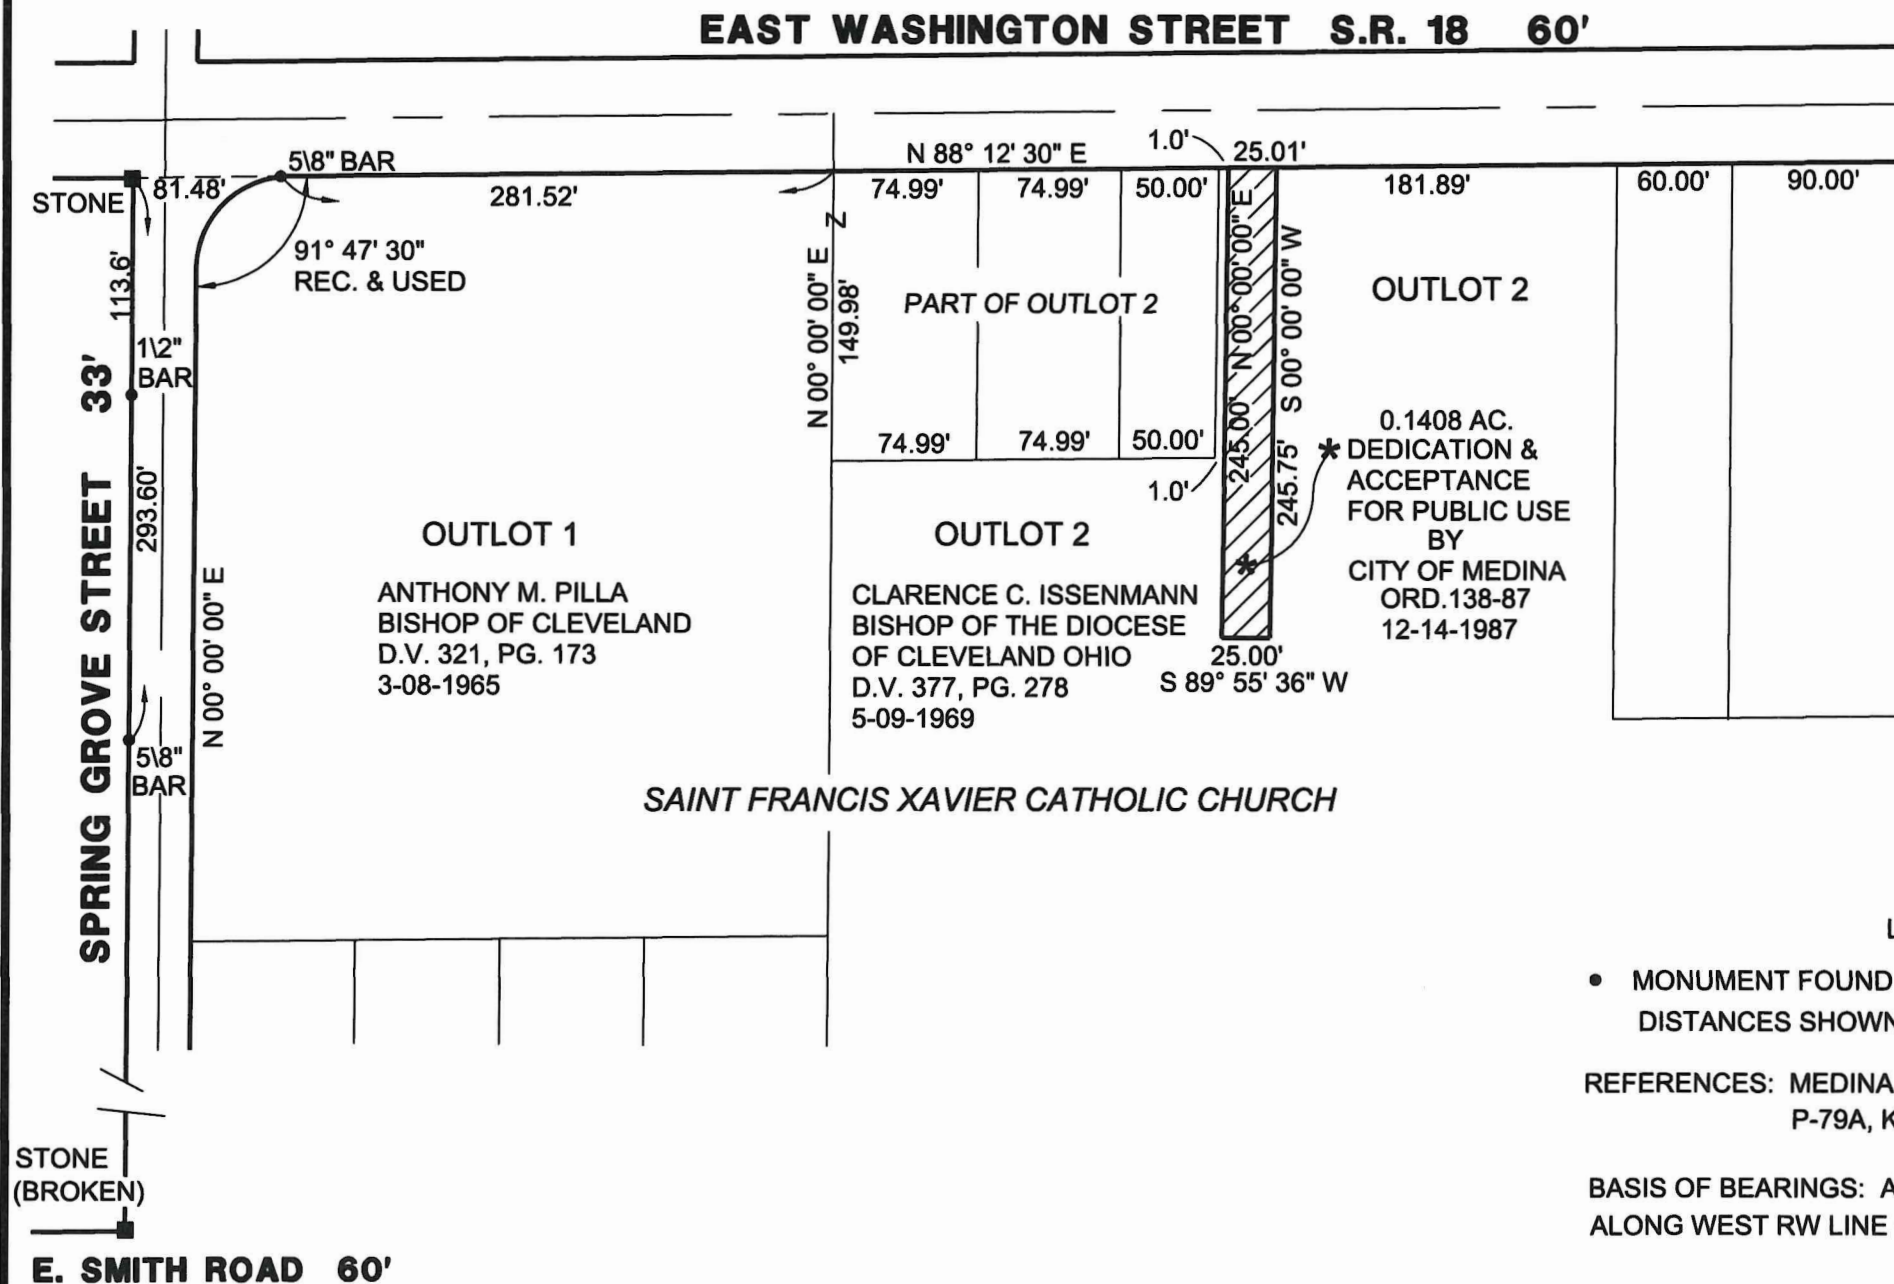 EAST WASHINGTON STREET S.R. 18 60'
5\8" BAR
N 88° 12' 30" E
1.0'
25.01'
STONE
81.48'
281.52'
74.99'
74.99'
50.00'
181.89'
60.00'
90.00'
113.6'
91° 47' 30"
REC. & USED
N 00° 00' 00" E
Z
149.98'
PART OF OUTLOT 2
N 00° 00' 00" E
245.00'
S 00° 00' 00" W
245.75'
OUTLOT 2
1\2"
BAR
SPRING GROVE STREET 33'
293.60'
74.99'
74.99'
50.00'
1.0'
0.1408 AC.
* DEDICATION &
ACCEPTANCE
FOR PUBLIC USE
BY
CITY OF MEDINA
ORD.138-87
12-14-1987
*
OUTLOT 1
ANTHONY M. PILLA
BISHOP OF CLEVELAND
D.V. 321, PG. 173
3-08-1965
OUTLOT 2
CLARENCE C. ISSENMANN
BISHOP OF THE DIOCESE
OF CLEVELAND OHIO
D.V. 377, PG. 278
5-09-1969
25.00'
S 89° 55' 36" W
N 00° 00' 00" E
5\8"
BAR
SAINT FRANCIS XAVIER CATHOLIC CHURCH
L
• MONUMENT FOUND
DISTANCES SHOWN
REFERENCES: MEDINA
P-79A, K
BASIS OF BEARINGS: A
ALONG WEST RW LINE
STONE
(BROKEN)
E. SMITH ROAD 60'